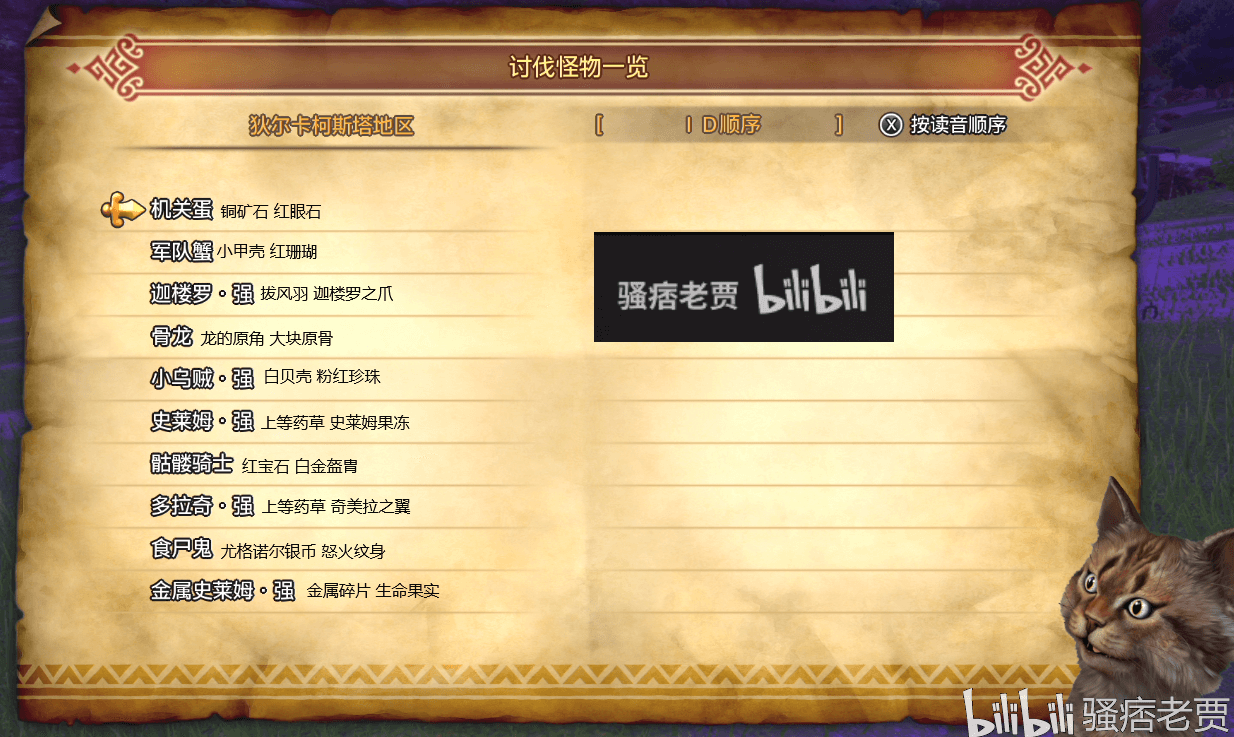 讨伐怪物一览
狄尔卡柯斯塔地区 [ ID顺序 ] Ⓧ 按读音顺序
机关蛋 铜矿石 红眼石
军队蟹 小甲壳 红珊瑚
迦楼罗·强 拔风羽 迦楼罗之爪
骚痞老贾 bilibili
骨龙 龙的原角 大块原骨
小乌贼·强 白贝壳 粉红珍珠
史莱姆·强 上等药草 史莱姆果冻
骷髅骑士 红宝石 白金盔胄
多拉奇·强 上等药草 奇美拉之翼
食尸鬼 尤格诺尔银币 怒火纹身
金属史莱姆·强 金属碎片 生命果实
bilibili 骚痞老贾